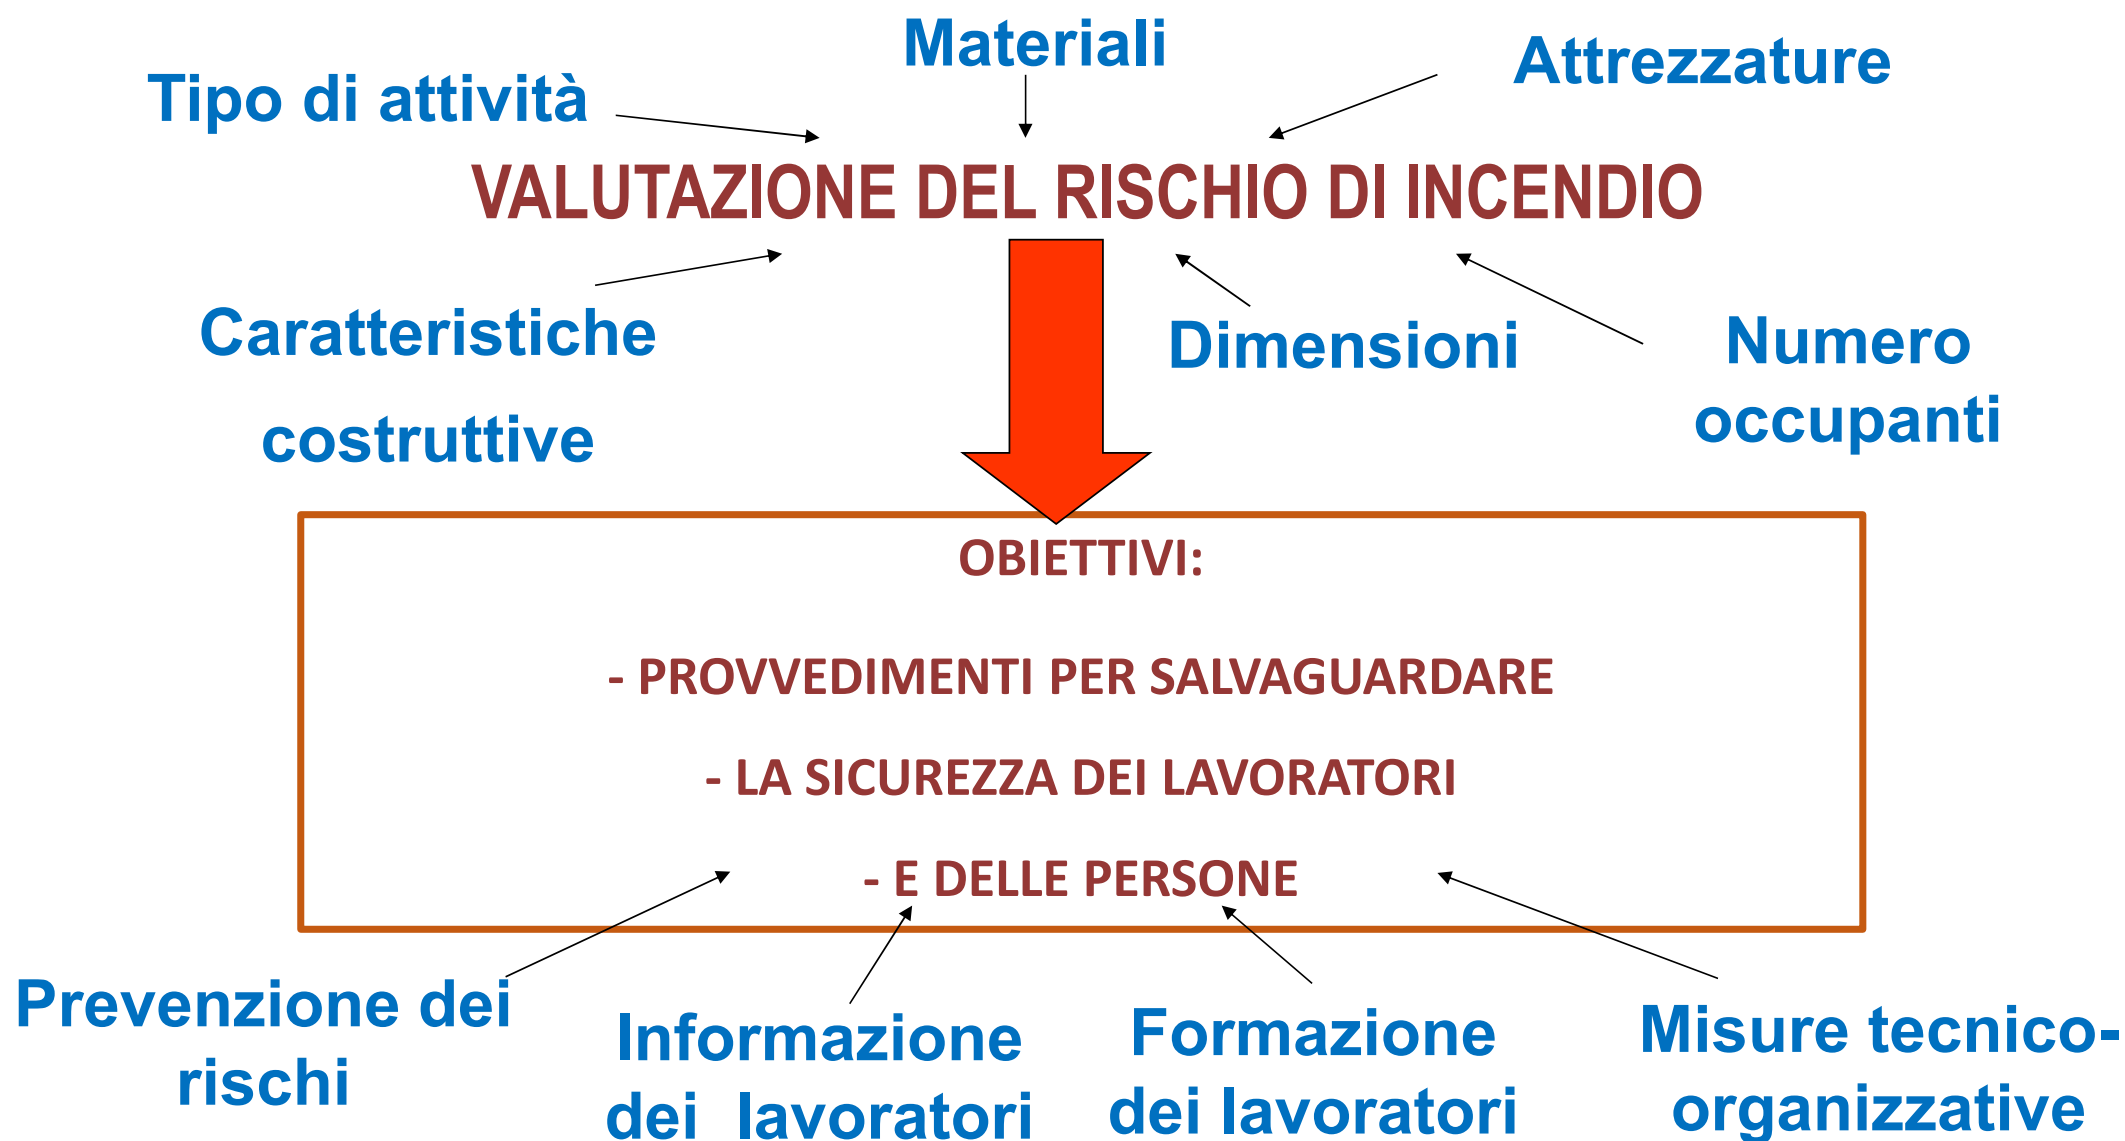 Materiali
Attrezzature
Tipo di attività
VALUTAZIONE DEL RISCHIO DI INCENDIO
Caratteristiche
costruttive
Dimensioni
Numero
occupanti
OBIETTIVI:
- PROVVEDIMENTI PER SALVAGUARDARE
- LA SICUREZZA DEI LAVORATORI
- E DELLE PERSONE
Prevenzione dei
rischi
Informazione
dei lavoratori
Formazione
dei lavoratori
Misure tecnico-
organizzative